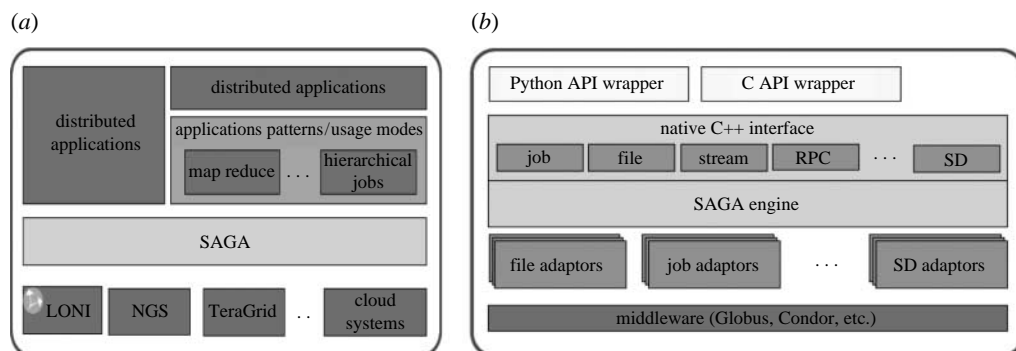 (a)
distributed
applications
distributed applications
applications patterns/usage modes
map reduce
. . .
hierarchical
jobs
SAGA
LONI
NGS
TeraGrid
. .
cloud
systems
(b)
Python API wrapper
C API wrapper
native C++ interface
job
file
stream
RPC
. . .
SD
SAGA engine
file adaptors
job adaptors
. . .
SD adaptors
middleware (Globus, Condor, etc.)